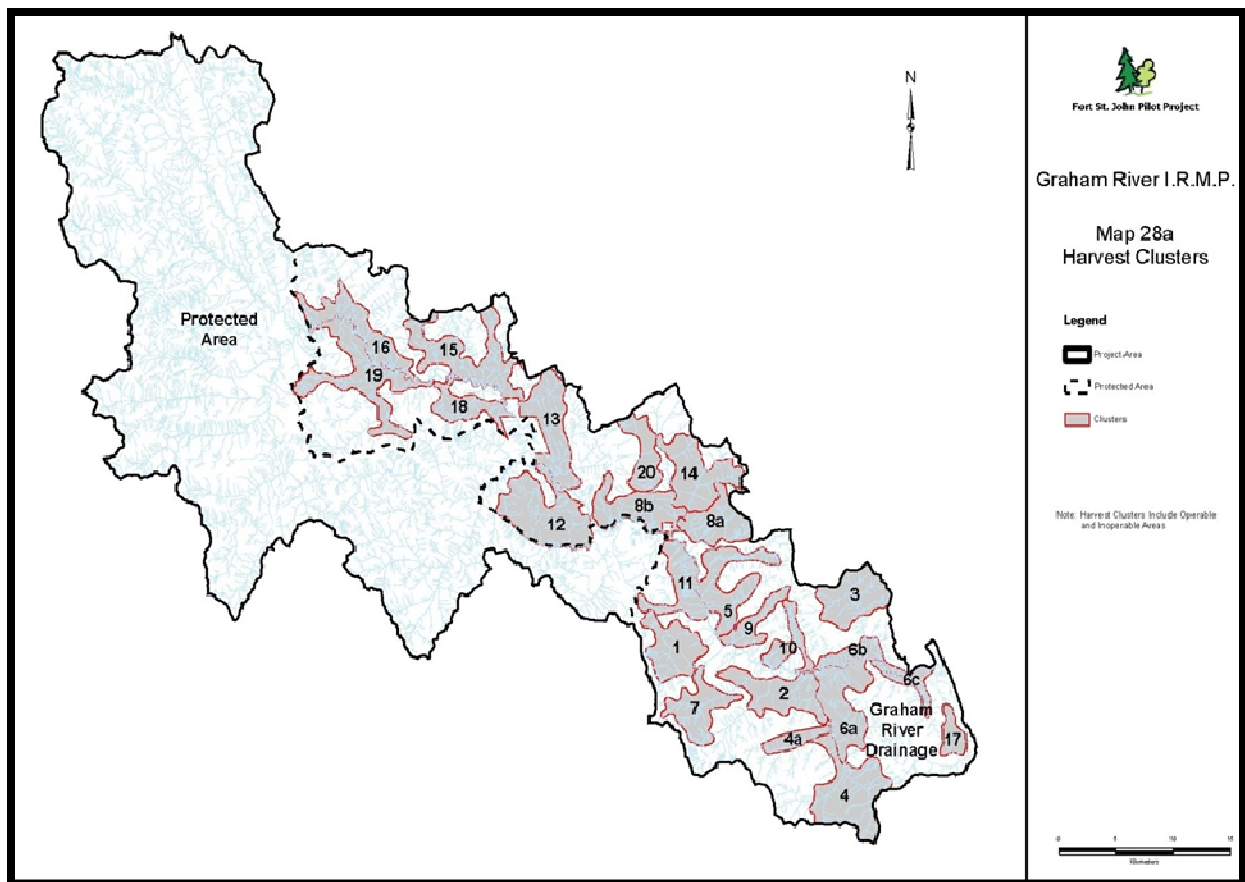 N
Protected
Area
16
15
19
18
13
20
14
8b
8a
12
11
5
3
9
1
10
6b
6c
2
7
Graham
River
Drainage
6a
4a
17
4
Fort St. John Pilot Project
Graham River I.R.M.P.
Map 28a
Harvest Clusters
Legend
Project Area
Protected Area
Clusters
Note: Harvest Clusters Include Operable
and Inoperable Areas
0 5 10 15
Kilometers